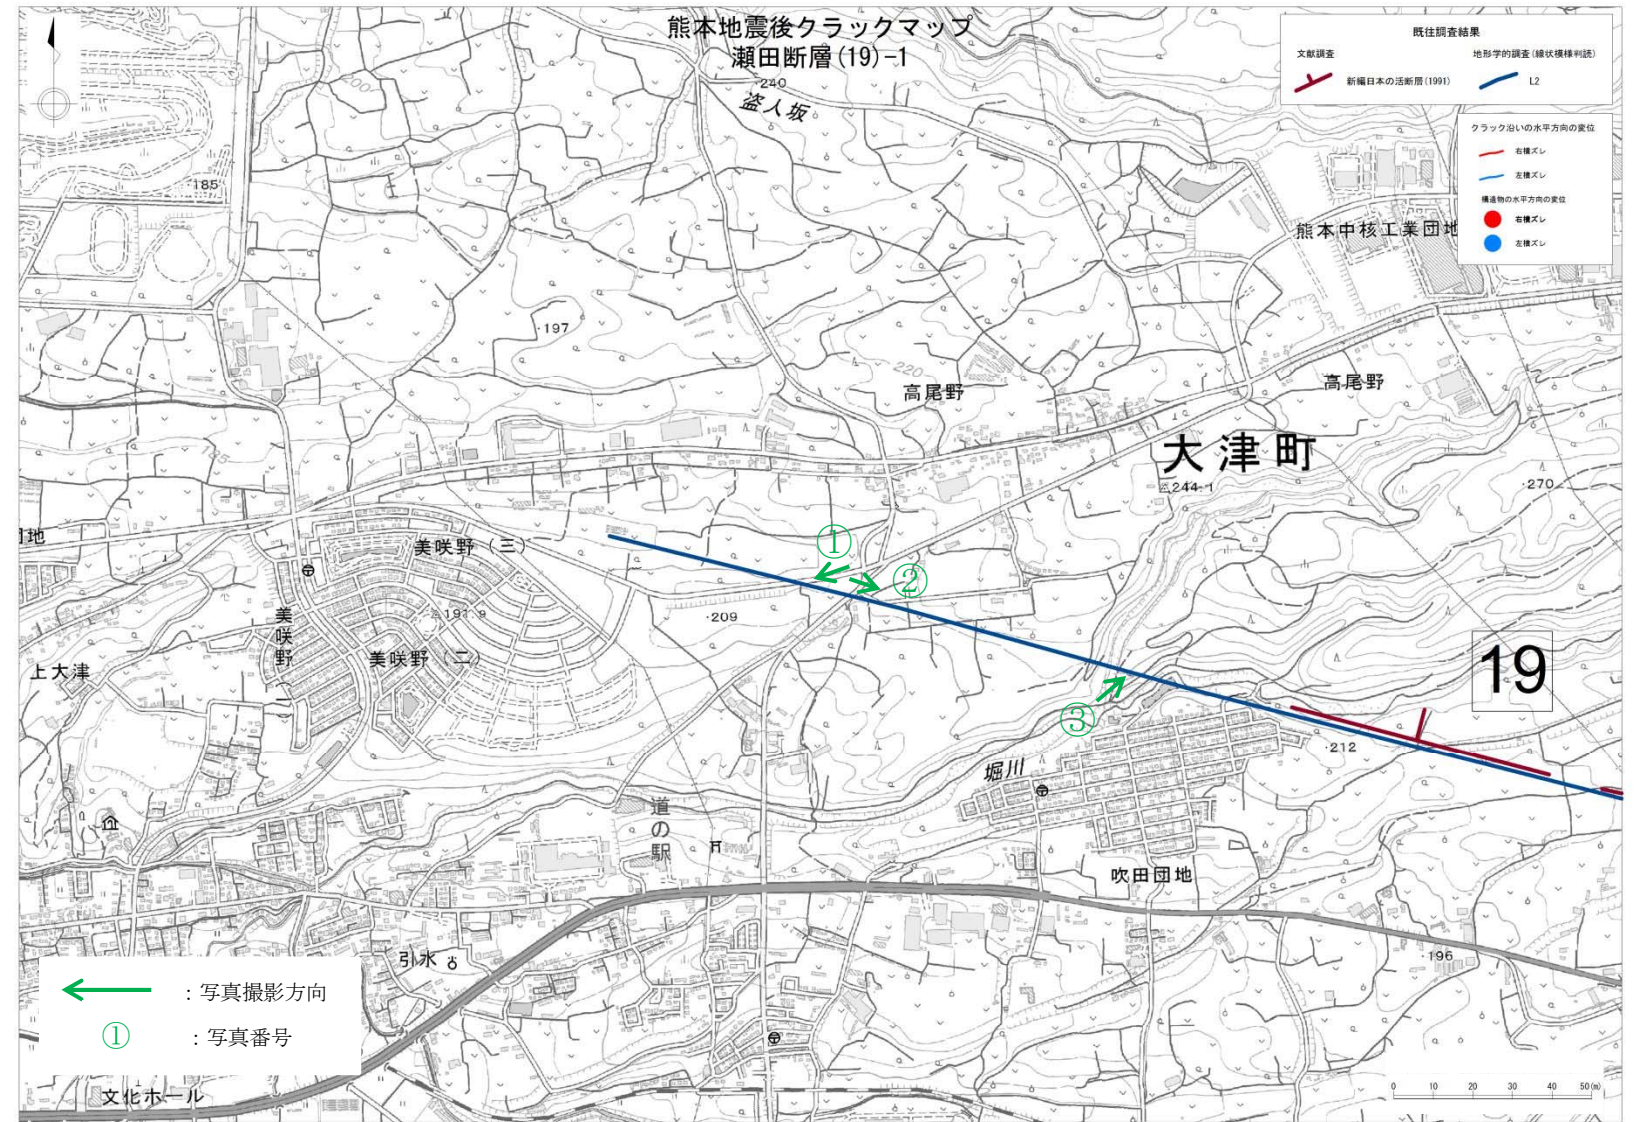 熊本地震後クラックマップ
瀬田断層(19)-1
既往調査結果
文献調査
地形学的調査(線状模様判読)
新編日本の活断層(1991)
L2
クラック沿いの水平方向の変位
右横ズレ
左横ズレ
構造物の水平方向の変位
右横ズレ
左横ズレ
200
·240
盗人坂
·185
熊本中核工業団地
·197
220
高尾野
高尾野
大津町
244.1
·270
185
団地
美咲野(三)
①
②
191.9
·209
美咲野
美咲野(二)
上大津
19
③
·212
堀川
道の駅
吹田団地
引水
·196
:写真撮影方向
①
:写真番号
文化ホール
0 10 20 30 40 50(m)